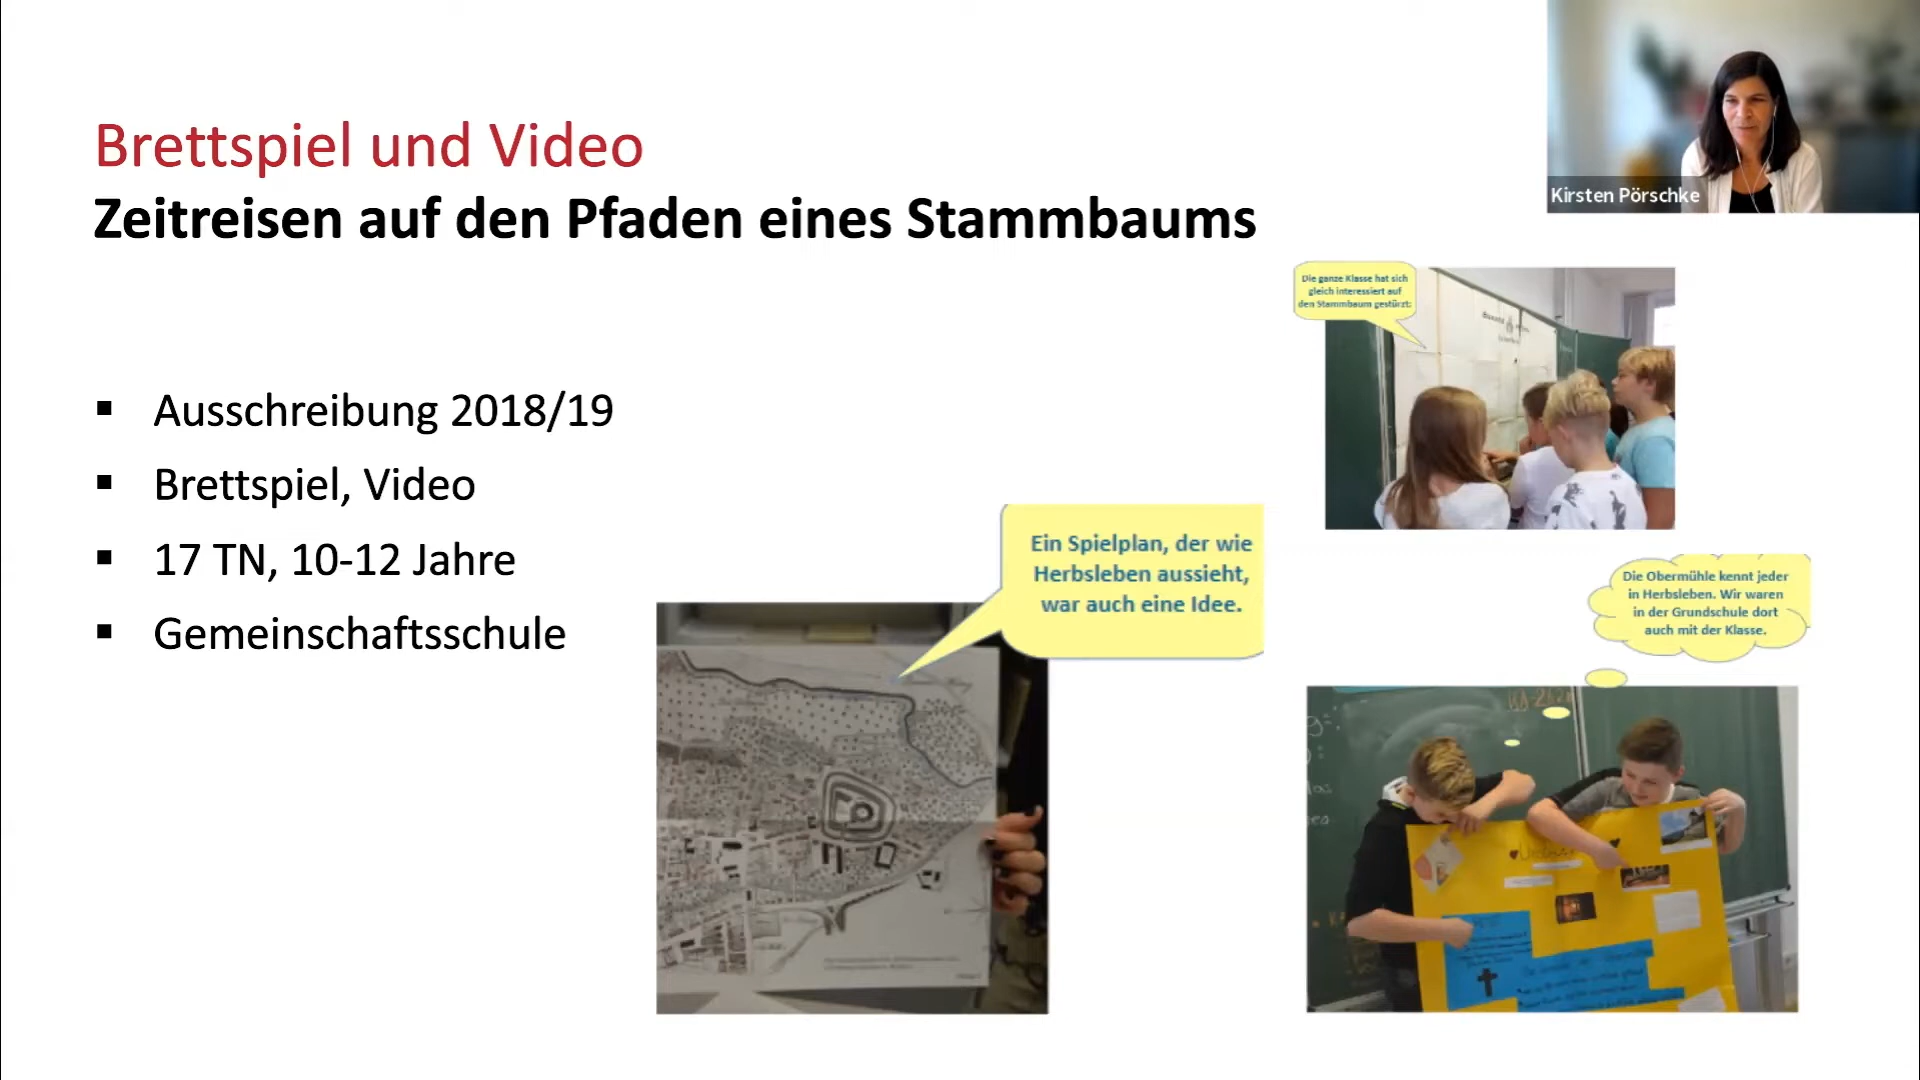 Brettspiel und Video
Zeitreisen auf den Pfaden eines Stammbaums
Kirsten Pörschke
▪ Ausschreibung 2018/19
▪ Brettspiel, Video
▪ 17 TN, 10-12 Jahre
▪ Gemeinschaftsschule
Die ganze Klasse hat sich
gleich interessiert auf
den Stammbaum gestürzt:
Ein Spielplan, der wie
Herbsleben aussieht,
war auch eine Idee.
Die Obermühle kennt jeder
in Herbsleben. Wir waren
in der Grundschule dort
auch mit der Klasse.